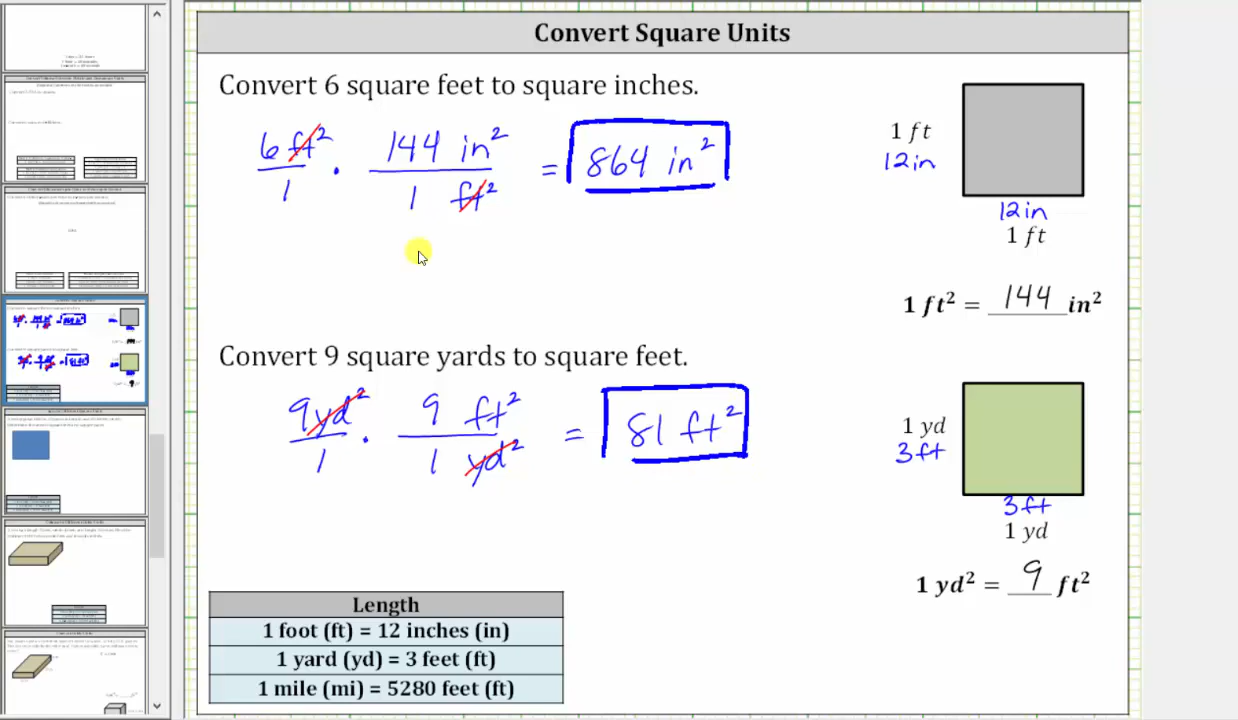 Convert Square Units
Convert 6 square feet to square inches.
6 ft² / 1 · 144 in² / 1 ft² = 864 in²
1 ft
12 in
12 in
1 ft
1 ft² = 144 in²
Convert 9 square yards to square feet.
9 yd² / 1 · 9 ft² / 1 yd² = 81 ft²
1 yd
3 ft
3 ft
1 yd
1 yd² = 9 ft²
Length
1 foot (ft) = 12 inches (in)
1 yard (yd) = 3 feet (ft)
1 mile (mi) = 5280 feet (ft)